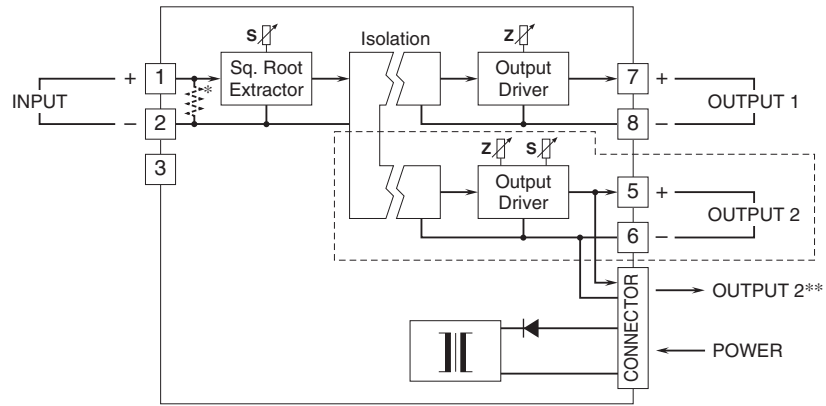 S
Isolation
Z
+ 1
Sq. Root
Extractor
*
Output
Driver
7 +
INPUT
OUTPUT 1
− 2
8 −
3
Z S
Output
Driver
5 +
OUTPUT 2
6 −
CONNECTOR
OUTPUT 2**
POWER